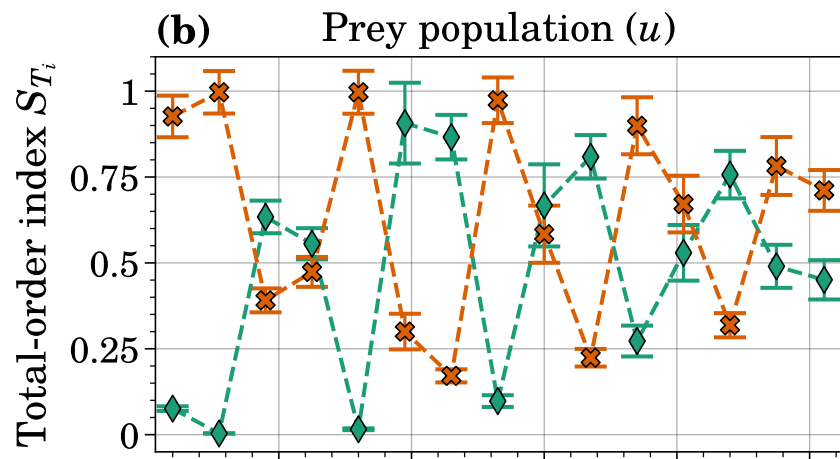 (b) Prey population (u)
Total-order index S_{T_i}
1
0.75
0.5
0.25
0